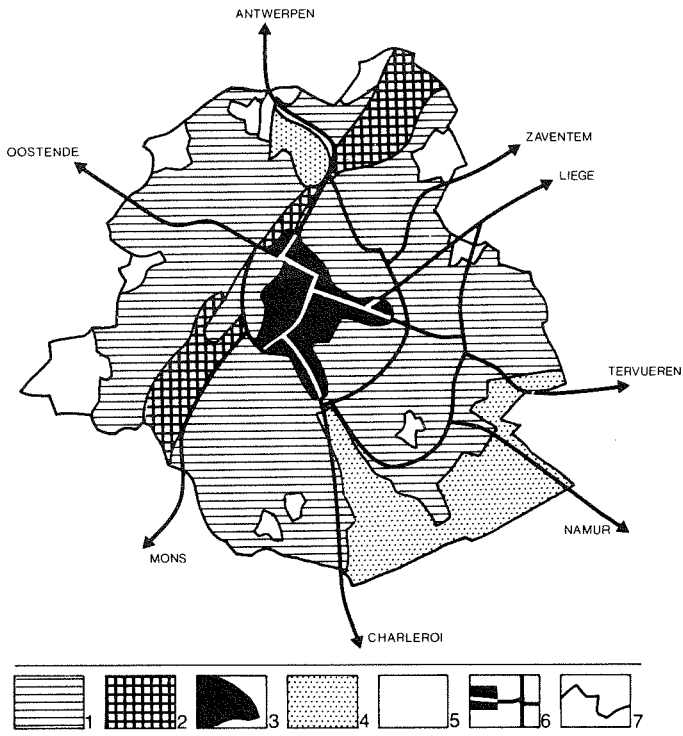 ANTWERPEN
ZAVENTEM
OOSTENDE
LIEGE
TERVUEREN
NAMUR
MONS
CHARLEROI
1 2 3 4 5 6 7